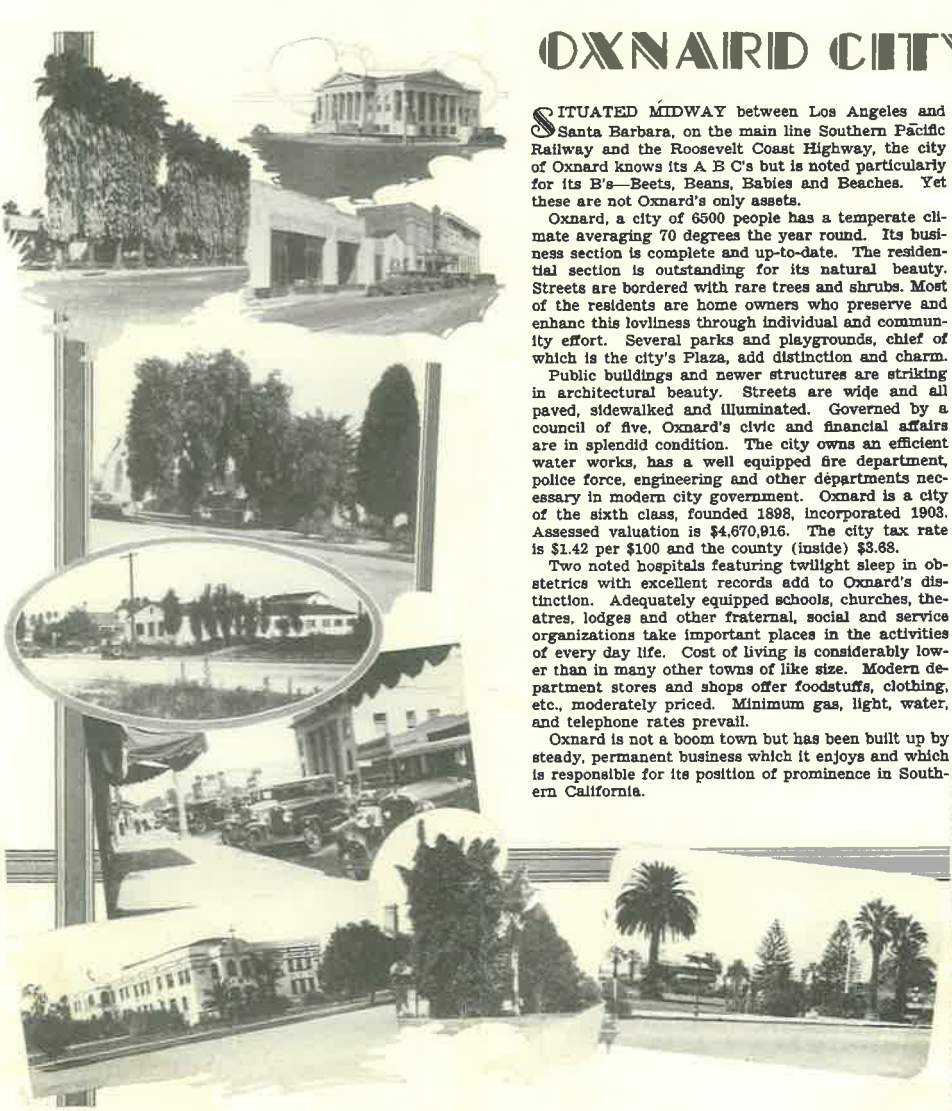 OXNARD CITY
SITUATED MIDWAY between Los Angeles and
Santa Barbara, on the main line Southern Pacific
Railway and the Roosevelt Coast Highway, the city
of Oxnard knows its A B C's but is noted particularly
for its B's—Beets, Beans, Babies and Beaches. Yet
these are not Oxnard's only assets.
Oxnard, a city of 6500 people has a temperate cli-
mate averaging 70 degrees the year round. Its busi-
ness section is complete and up-to-date. The residen-
tial section is outstanding for its natural beauty.
Streets are bordered with rare trees and shrubs. Most
of the residents are home owners who preserve and
enhanc this lovliness through individual and commun-
ity effort. Several parks and playgrounds, chief of
which is the city's Plaza, add distinction and charm.
Public buildings and newer structures are striking
in architectural beauty. Streets are wide and all
paved, sidewalked and illuminated. Governed by a
council of five, Oxnard's civic and financial affairs
are in splendid condition. The city owns an efficient
water works, has a well equipped fire department,
police force, engineering and other departments nec-
essary in modern city government. Oxnard is a city
of the sixth class, founded 1898, incorporated 1903.
Assessed valuation is $4,670,916. The city tax rate
is $1.42 per $100 and the county (inside) $3.68.
Two noted hospitals featuring twilight sleep in ob-
stetrics with excellent records add to Oxnard's dis-
tinction. Adequately equipped schools, churches, the-
atres, lodges and other fraternal, social and service
organizations take important places in the activities
of every day life. Cost of living is considerably low-
er than in many other towns of like size. Modern de-
partment stores and shops offer foodstuffs, clothing,
etc., moderately priced. Minimum gas, light, water,
and telephone rates prevail.
Oxnard is not a boom town but has been built up by
steady, permanent business which it enjoys and which
is responsible for its position of prominence in South-
ern California.